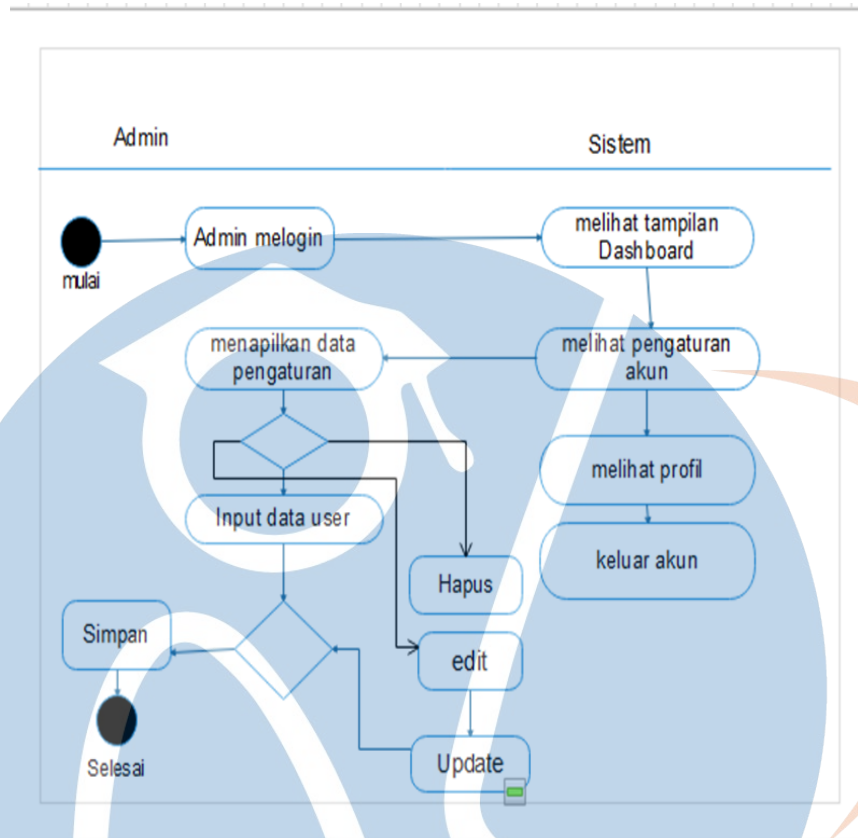 Admin
Sistem
mulai
Admin melogin
melihat tampilan
Dashboard
menapilkan data
pengaturan
melihat pengaturan
akun
melihat profil
Input data user
keluar akun
Hapus
Simpan
edit
Selesai
Update